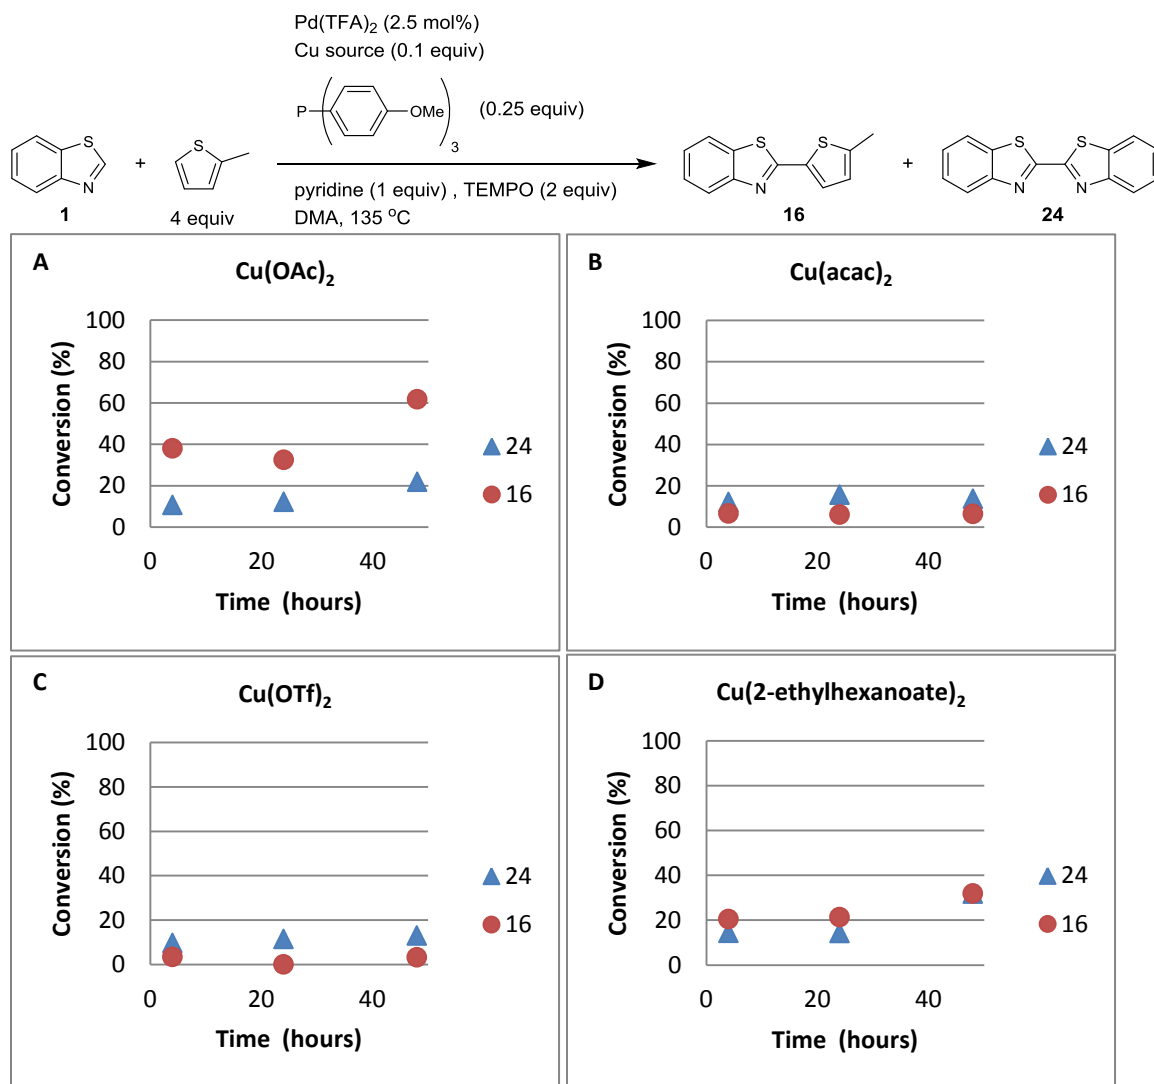 Pd(TFA)2 (2.5 mol%)
Cu source (0.1 equiv)
P
OMe
3
(0.25 equiv)
S
N
1
+
S
4 equiv
pyridine (1 equiv) , TEMPO (2 equiv)
DMA, 135 °C
S
S
N
16
+
S
S
N
N
24
A
Cu(OAc)2
Conversion (%)
100
80
60
40
20
0
0
20
40
Time (hours)
24
16
B
Cu(acac)2
Conversion (%)
100
80
60
40
20
0
0
20
40
Time (hours)
24
16
C
Cu(OTf)2
Conversion (%)
100
80
60
40
20
0
0
20
40
Time (hours)
24
16
D
Cu(2-ethylhexanoate)2
Conversion (%)
100
80
60
40
20
0
0
20
40
Time (hours)
24
16